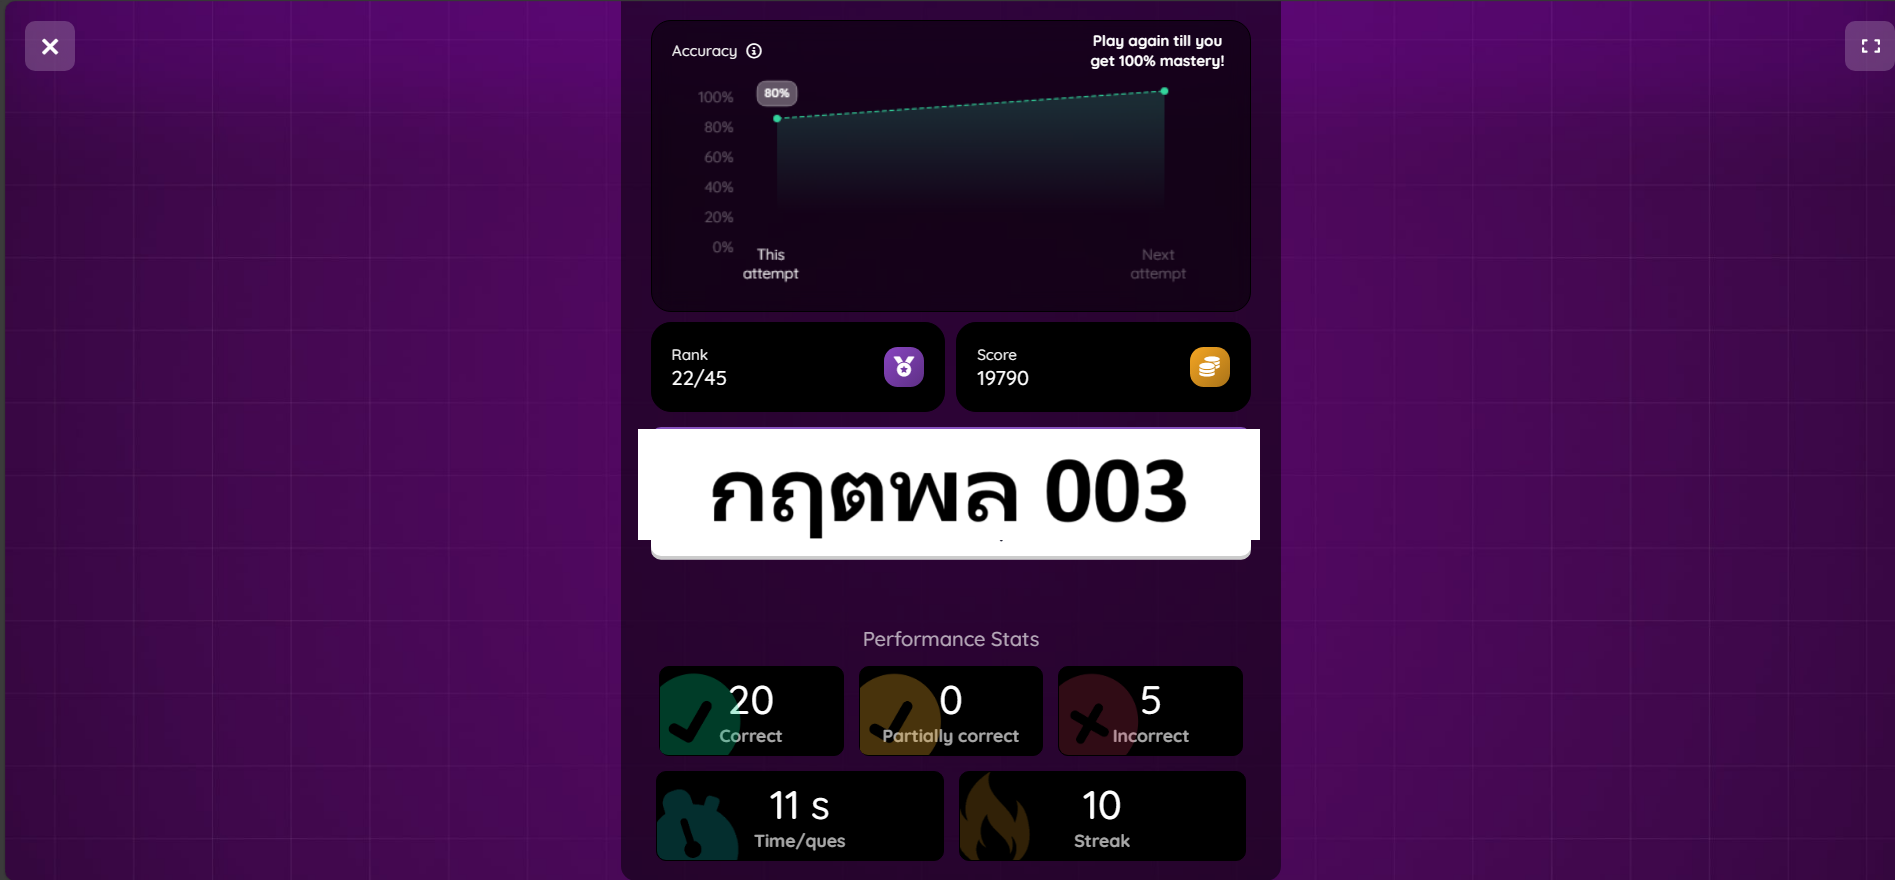 Accuracy
Play again till you
get 100% mastery!
80%
100%
80%
60%
40%
20%
0%
This
attempt
Next
attempt
Rank
22/45
Score
19790
กฤตพล 003
Performance Stats
20
Correct
0
Partially correct
5
Incorrect
11 s
Time/ques
10
Streak